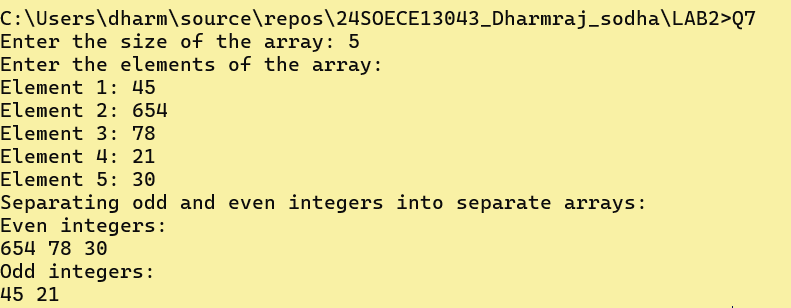 C:\Users\dharm\source\repos\24SOECE13043_Dharmraj_sodha\LAB2>Q7
Enter the size of the array: 5
Enter the elements of the array:
Element 1: 45
Element 2: 654
Element 3: 78
Element 4: 21
Element 5: 30
Separating odd and even integers into separate arrays:
Even integers:
654 78 30
Odd integers:
45 21